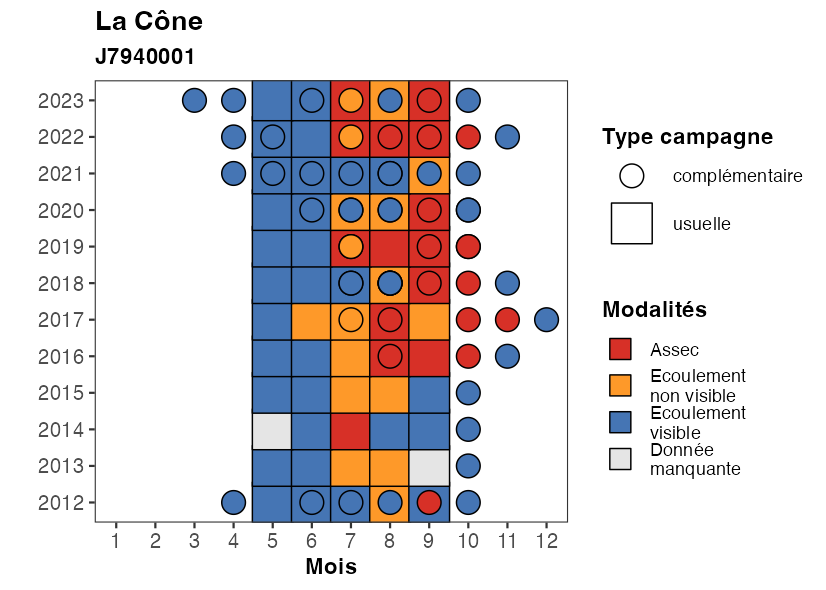 La Cône
J7940001
2023
2022
2021
2020
2019
2018
2017
2016
2015
2014
2013
2012
1 2 3 4 5 6 7 8 9 10 11 12
Mois
Type campagne
complémentaire
usuelle
Modalités
Assec
Ecoulement
non visible
Ecoulement
visible
Donnée
manquante